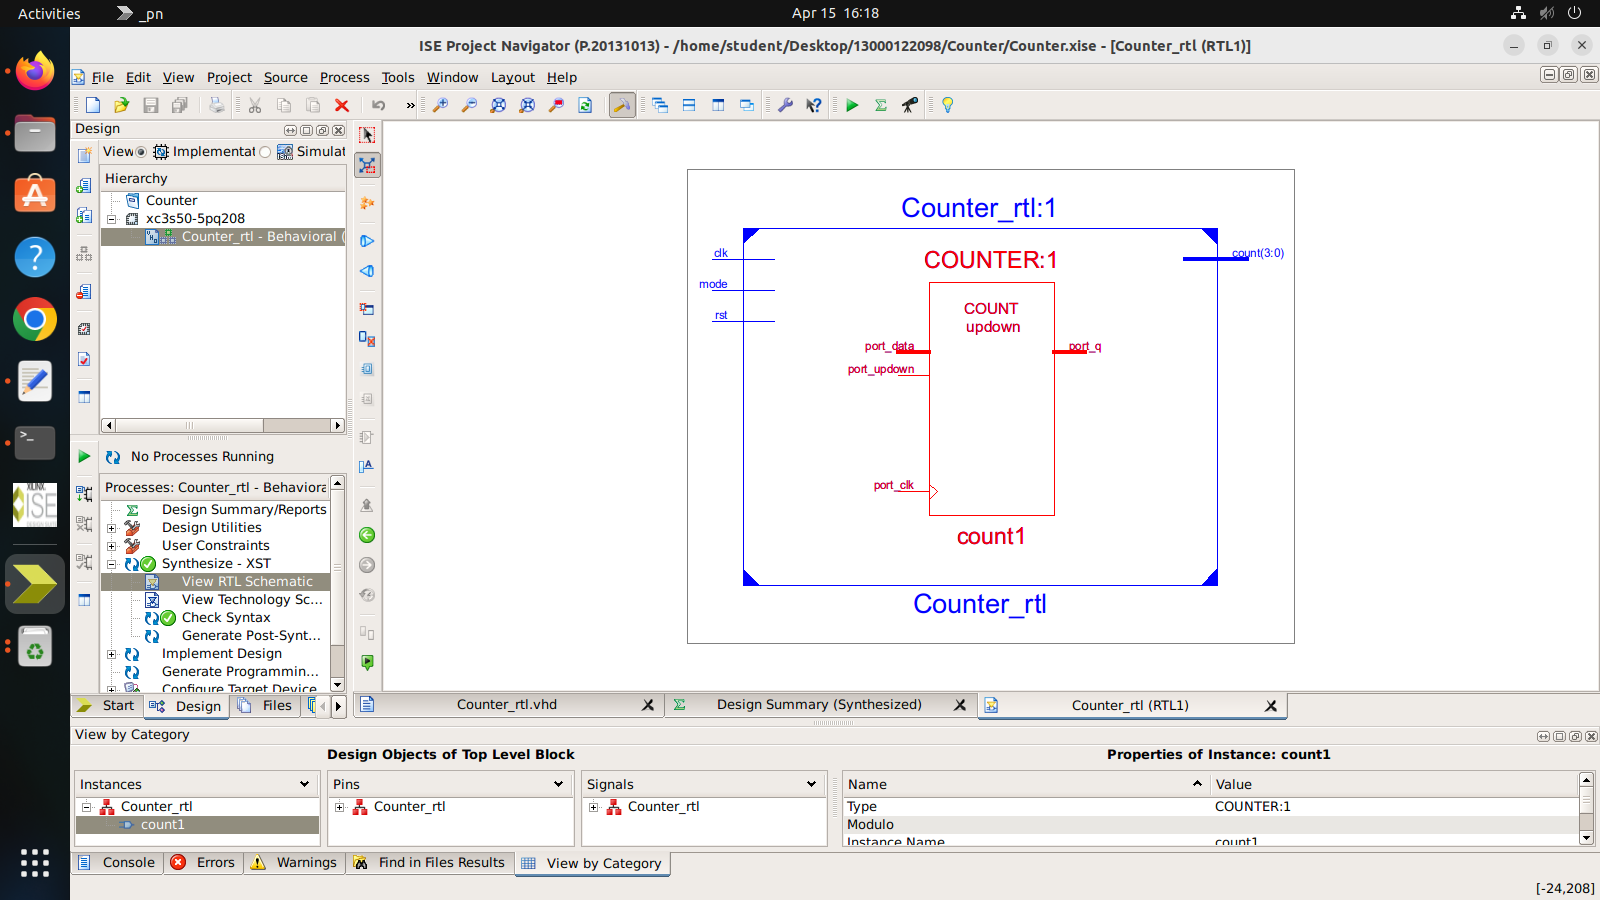 Activities
_pn
Apr 15 16:18
ISE Project Navigator (P.20131013) - /home/student/Desktop/13000122098/Counter/Counter.xise - [Counter_rtl (RTL1)]
File Edit View Project Source Process Tools Window Layout Help
Design
View Implementat Simulat
Hierarchy
Counter
xc3s50-5pq208
Counter_rtl - Behavioral (
No Processes Running
Processes: Counter_rtl - Behaviora
Design Summary/Reports
Design Utilities
User Constraints
Synthesize - XST
View RTL Schematic
View Technology Sc...
Check Syntax
Generate Post-Synt...
Implement Design
Generate Programmin...
Configure Target Device
Start Design Files
Counter_rtl:1
clk
mode
rst
count(3:0)
COUNTER:1
COUNT
updown
port_data
port_updown
port_q
port_clk
count1
Counter_rtl
Counter_rtl.vhd
Design Summary (Synthesized)
Counter_rtl (RTL1)
View by Category
Design Objects of Top Level Block
Properties of Instance: count1
Instances
Counter_rtl
count1
Pins
Counter_rtl
Signals
Counter_rtl
Name Value
Type COUNTER:1
Modulo
Instance Name count1
Console Errors Warnings Find in Files Results View by Category
[-24,208]
XILINX
ISE